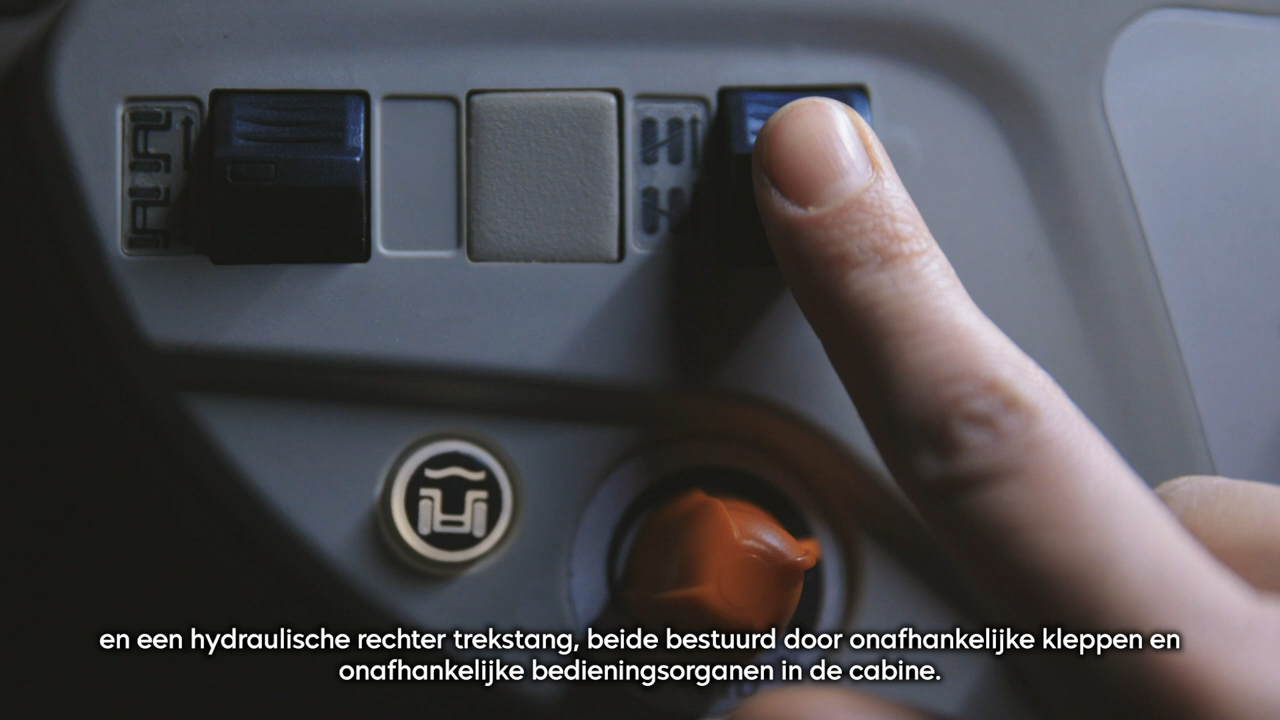 en een hydraulische rechter trekstang, beide bestuurd door onafhankelijke kleppen en
onafhankelijke bedieningsorganen in de cabine.